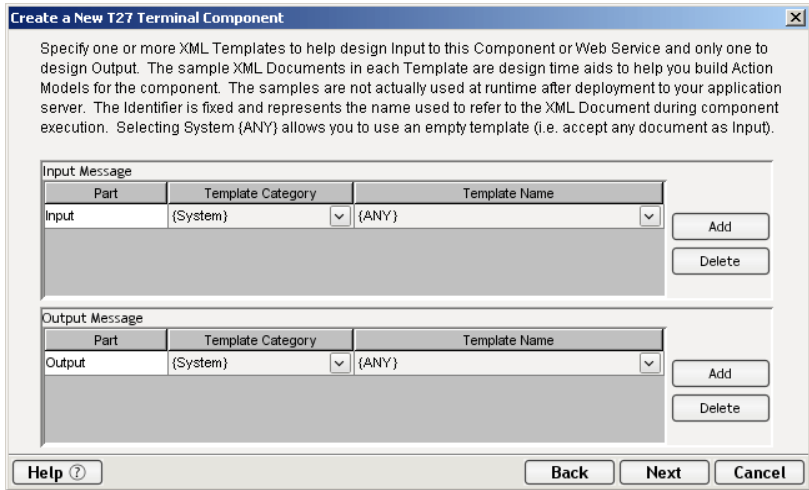 Create a New T27 Terminal Component
Specify one or more XML Templates to help design Input to this Component or Web Service and only one to
design Output. The sample XML Documents in each Template are design time aids to help you build Action
Models for the component. The samples are not actually used at runtime after deployment to your application
server. The Identifier is fixed and represents the name used to refer to the XML Document during component
execution. Selecting System {ANY} allows you to use an empty template (i.e. accept any document as Input).
Input Message
Part Template Category Template Name
Input {System} {ANY}
Add
Delete
Output Message
Part Template Category Template Name
Output {System} {ANY}
Add
Delete
Help ? Back Next Cancel